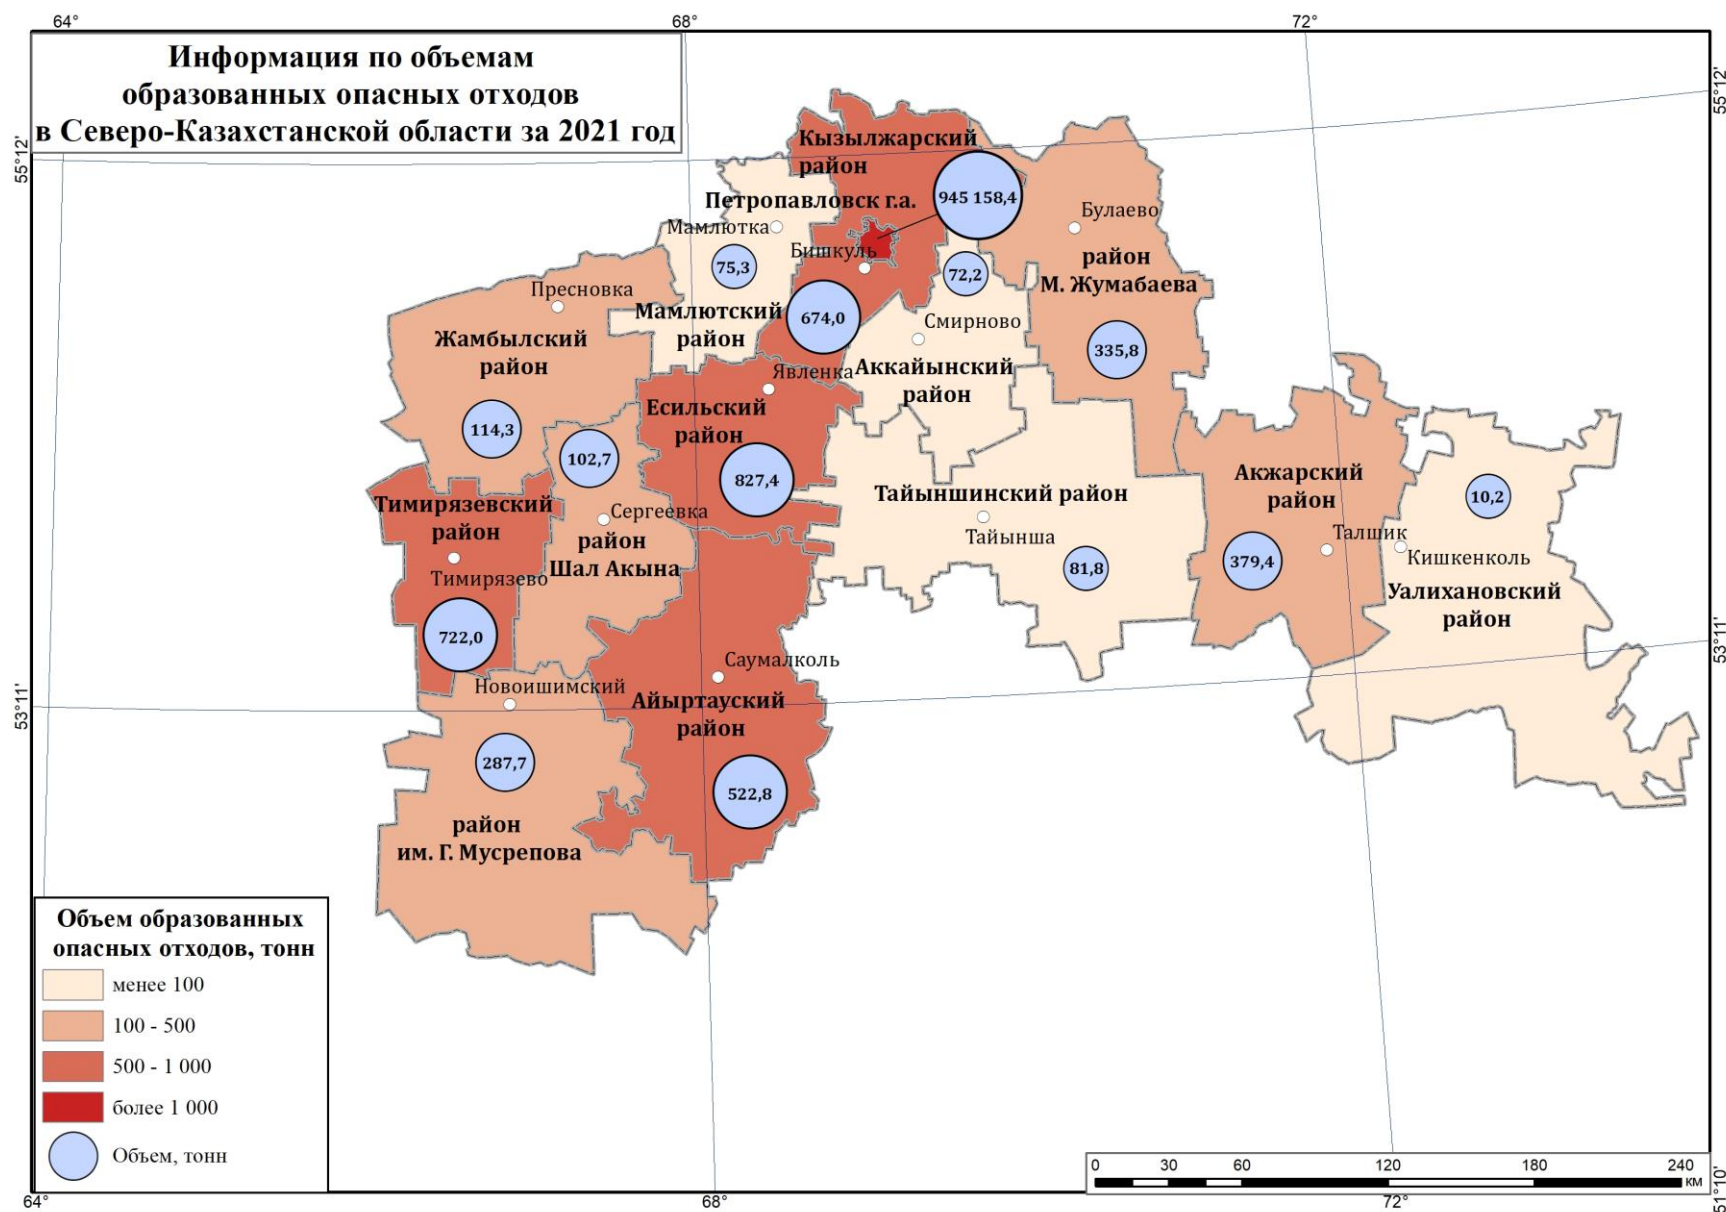 64°
68°
72°
Информация по объемам
образованных опасных отходов
в Северо-Казахстанской области за 2021 год
55°12'
55°12'
Кызылжарский
район
945 158,4
Петропавловск г.а.
Мамлютка
Булаево
Бишкуль
район
М. Жумабаева
75,3
72,2
Пресновка
Мамлютский
район
674,0
Смирново
335,8
Жамбылский
район
Явленка
Аккайынский
район
Есильский
район
114,3
102,7
827,4
Тайыншинский район
Тайынша
81,8
Акжарский
район
379,4
Талшик
10,2
Кишкенколь
Уалихановский
район
Тимирязевский
район
Тимирязево
722,0
Сергеевка
район
Шал Акына
53°11'
53°11'
Новоишимский
Саумалколь
Айыртауский
район
287,7
522,8
район
им. Г. Мусрепова
Объем образованных
опасных отходов, тонн
менее 100
100 - 500
500 - 1 000
более 1 000
Объем, тонн
0 30 60 120 180 240
км
64°
68°
72°
51°10'